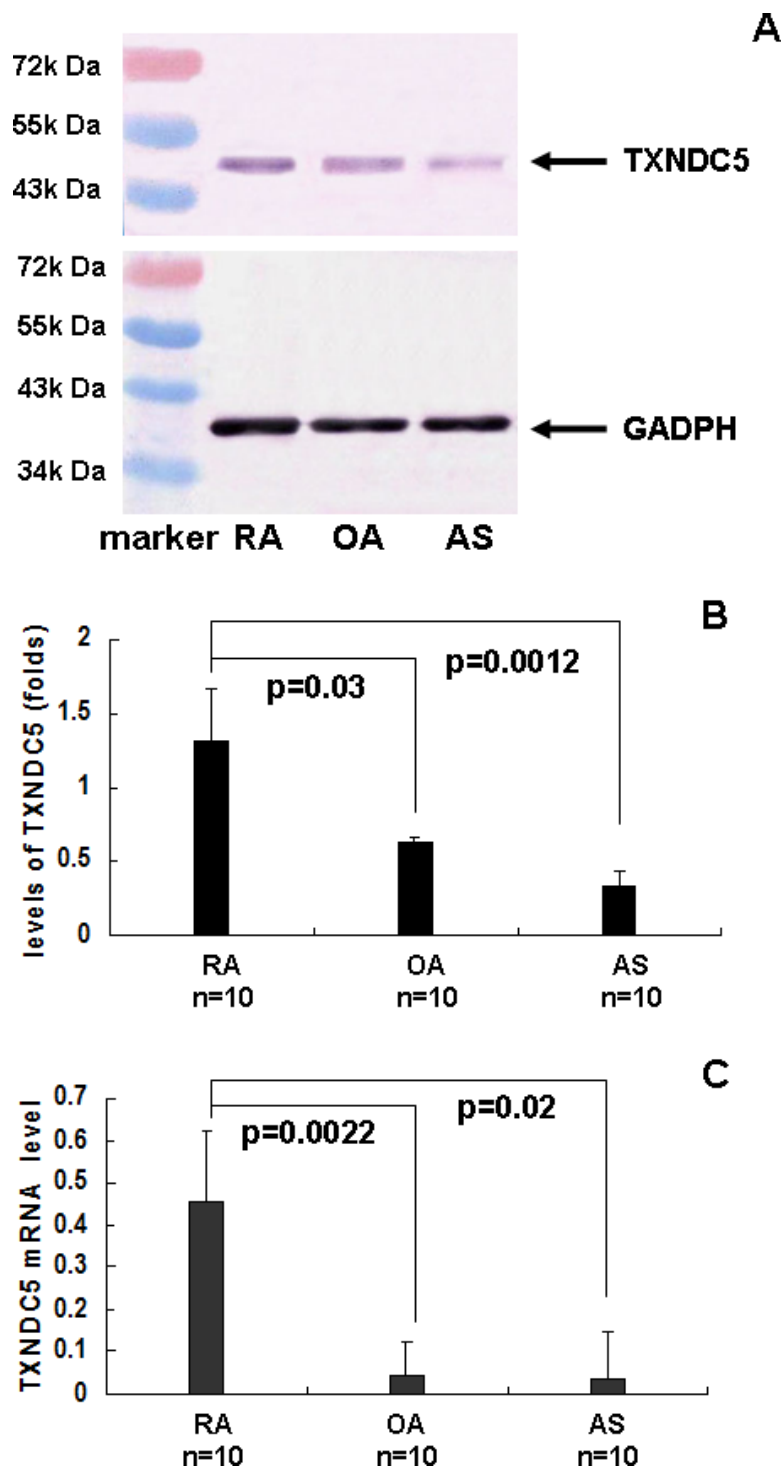 A
72k Da
55k Da
43k Da
TXNDC5
72k Da
55k Da
43k Da
34k Da
GADPH
marker RA OA AS
B
levels of TXNDC5 (folds)
2
1.5
1
0.5
0
p=0.03
p=0.0012
RA OA AS
n=10 n=10 n=10
C
TXNDC5 mRNA level
0.7
0.6
0.5
0.4
0.3
0.2
0.1
0
p=0.0022
p=0.02
RA OA AS
n=10 n=10 n=10